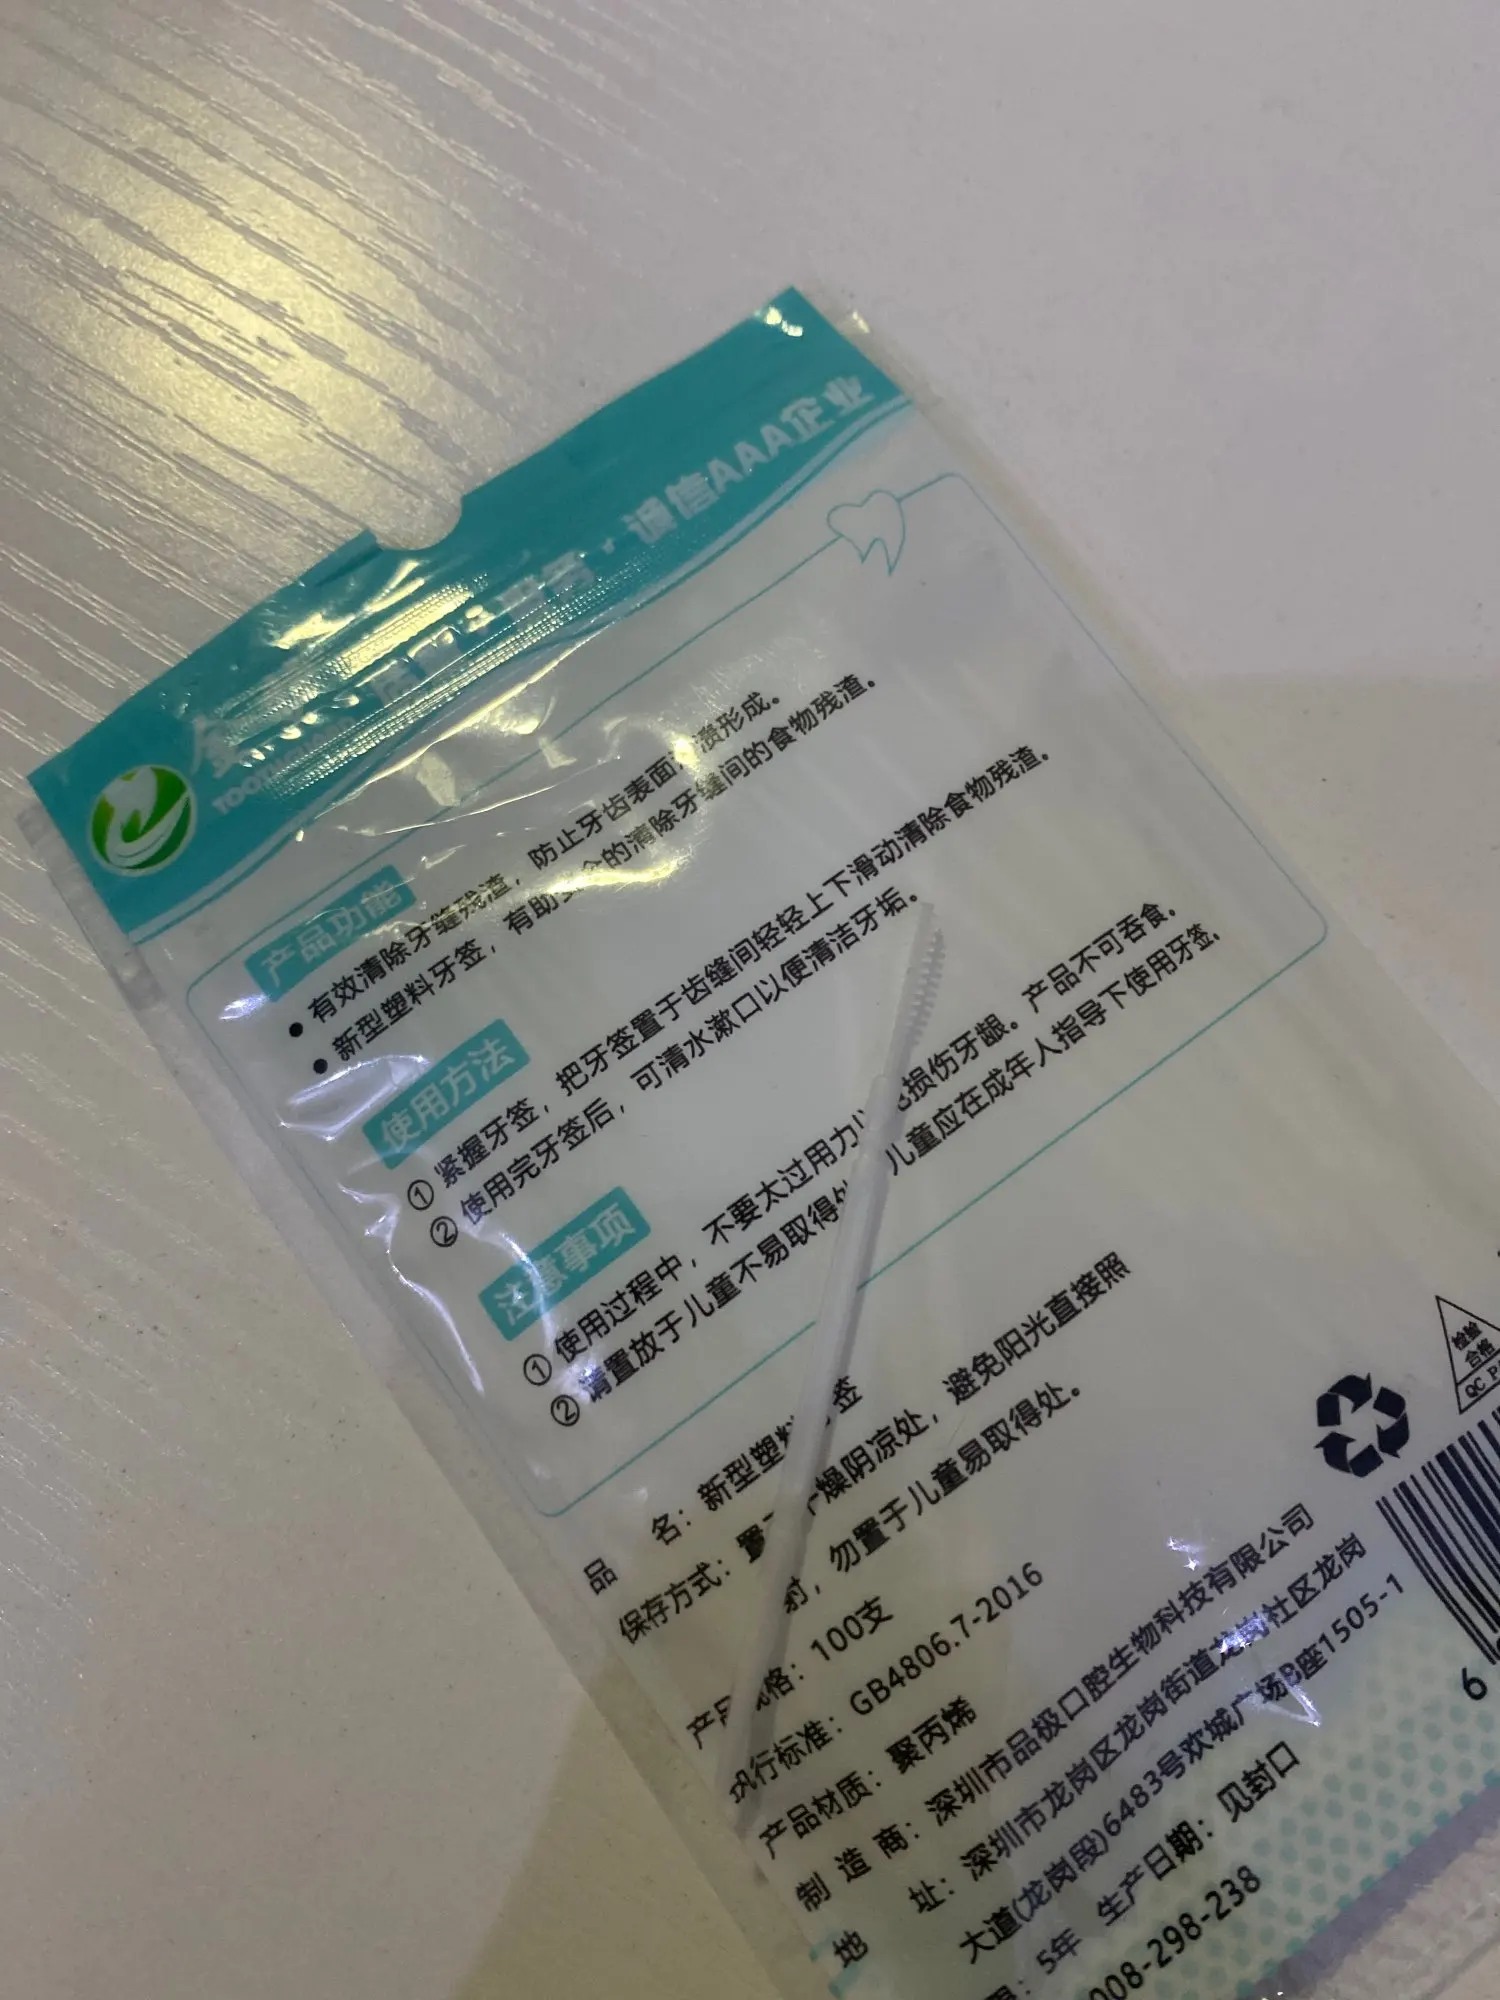 诚信AAA企业
产品功能
● 有效清除牙缝残渣，防止牙齿表面 溃形成。
● 新型塑料牙签，有助 的清除牙缝间的食物残渣。
使用方法
① 紧握牙签，把牙签置于齿缝间轻轻上下滑动清除食物残渣。
② 使用完牙签后，可清水漱口以便清洁牙垢。
注意事项
① 使用过程中，不要太过用力 损伤牙龈。产品不可吞食。
② 请置放于儿童不易取得 儿童应在成年人指导下使用牙签。
品 名：新型塑 签
保存方式：置 燥阴凉处，避免阳光直接照
射，勿置于儿童易取得处。
产 格：100支
执行标准：GB4806.7-2016
产品材质：聚丙烯
制 造 商：深圳市品极口腔生物科技有限公司
地 址：深圳市龙岗区龙岗街道龙岗社区龙岗
大道(龙岗段)6483号欢城广场B座1505-1
5年 生产日期：见封口
008-298-238
检验
合格
QC
6